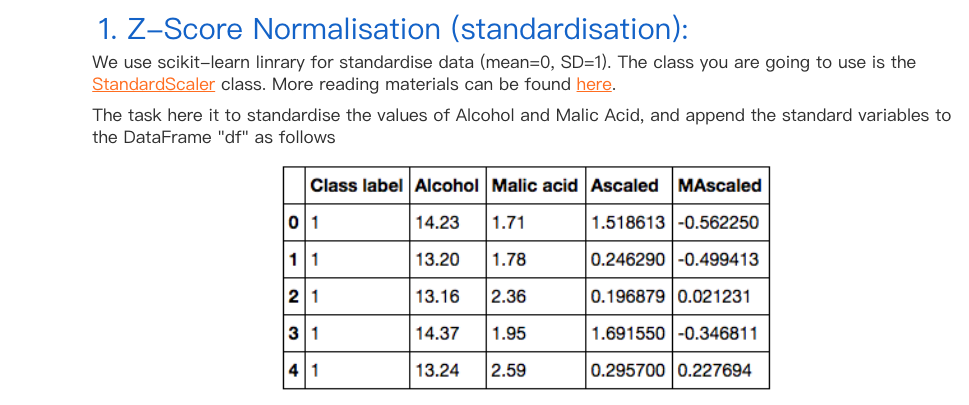 1. Z-Score Normalisation (standardisation):
We use scikit-learn linrary for standardise data (mean=0, SD=1). The class you are going to use is the
StandardScaler class. More reading materials can be found here.
The task here it to standardise the values of Alcohol and Malic Acid, and append the standard variables to
the DataFrame "df" as follows
Class label Alcohol Malic acid Ascaled MAscaled
0 1 14.23 1.71 1.518613 -0.562250
1 1 13.20 1.78 0.246290 -0.499413
2 1 13.16 2.36 0.196879 0.021231
3 1 14.37 1.95 1.691550 -0.346811
4 1 13.24 2.59 0.295700 0.227694